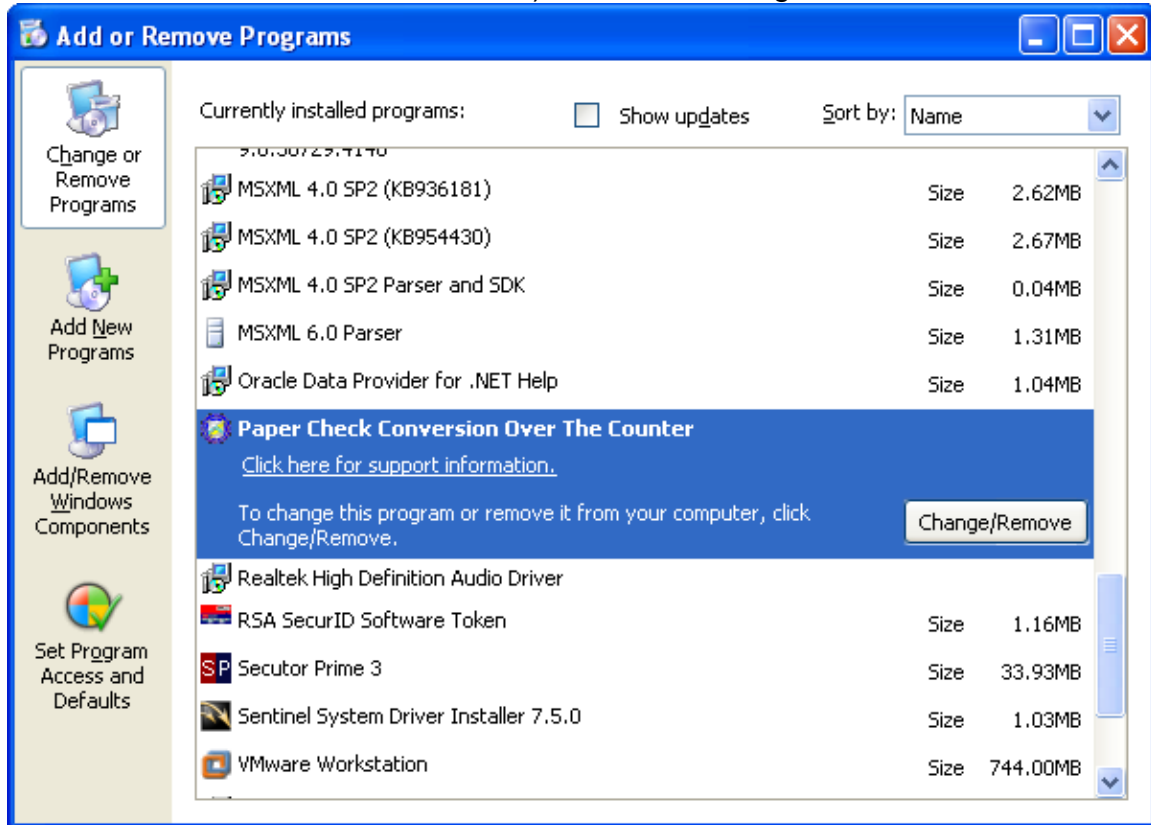 Add or Remove Programs
Change or
Remove
Programs
Add New
Programs
Add/Remove
Windows
Components
Set Program
Access and
Defaults
Currently installed programs:
Show updates
Sort by: Name
MSXML 4.0 SP2 (KB936181) Size 2.62MB
MSXML 4.0 SP2 (KB954430) Size 2.67MB
MSXML 4.0 SP2 Parser and SDK Size 0.04MB
MSXML 6.0 Parser Size 1.31MB
Oracle Data Provider for .NET Help Size 1.04MB
Paper Check Conversion Over The Counter
Click here for support information.
To change this program or remove it from your computer, click
Change/Remove.
Change/Remove
Realtek High Definition Audio Driver
RSA SecurID Software Token Size 1.16MB
SP Secutor Prime 3 Size 33.93MB
Sentinel System Driver Installer 7.5.0 Size 1.03MB
VMware Workstation Size 744.00MB